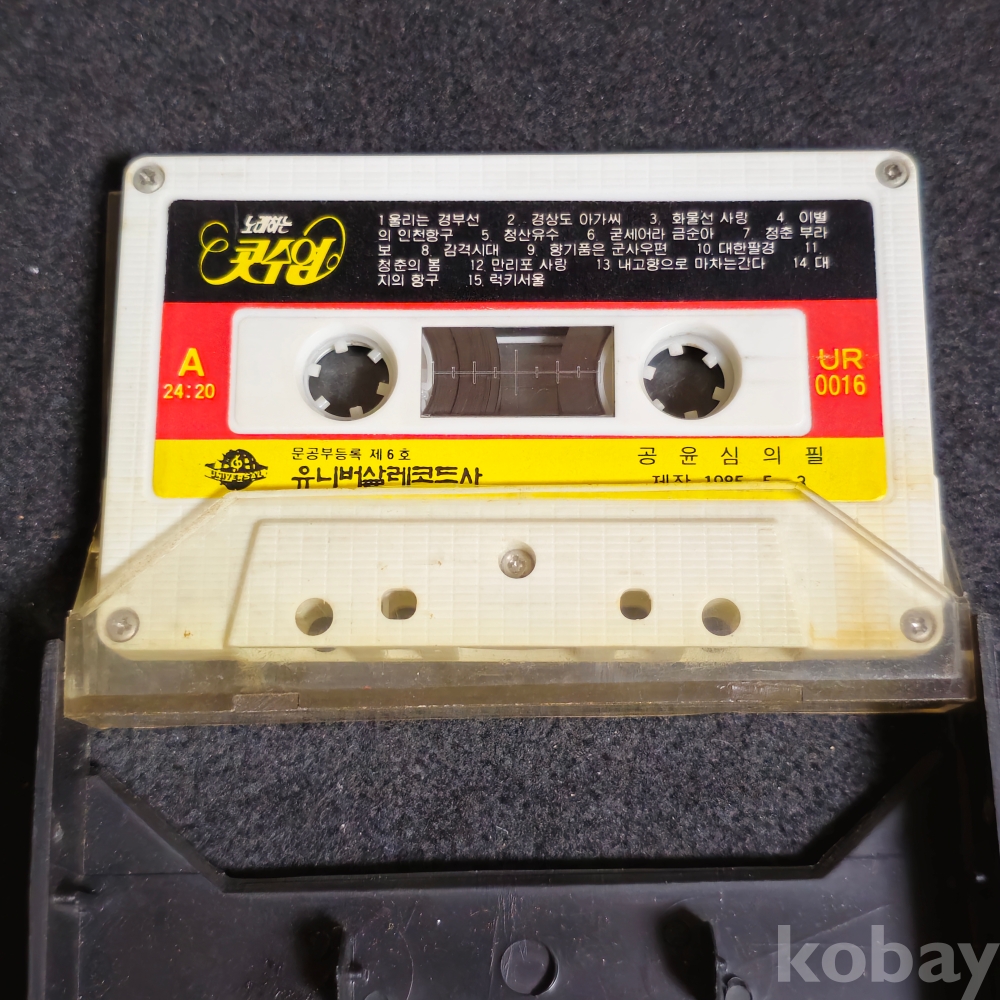 노래하는
콧수염
1울리는 경부선 2. 경상도 아가씨 3. 화물선 사랑 4. 이별
의 인천항구 5. 청산유수 6. 굳세어라 금순아 7. 청춘 부라
보 8. 감격시대 9. 향기품은 군사우편 10 대한팔경 11
청춘의 봄 12. 만리포 사랑 13 내고향으로 마차는간다 14. 대
지의 항구 15. 럭키서울
A
24:20
UR
0016
문공부등록 제6호
유니버살레코드사
공 윤 심 의 필
제작 1985. 5. 3
kobay